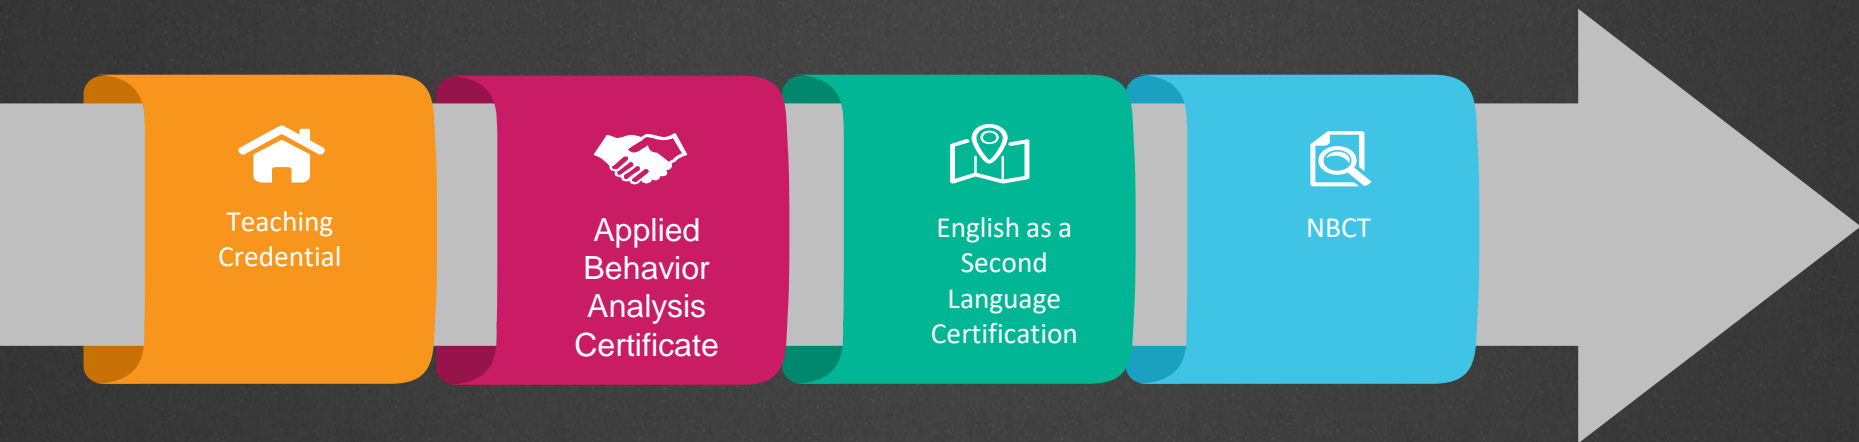 Teaching
Credential
Applied
Behavior
Analysis
Certificate
English as a
Second
Language
Certification
NBCT